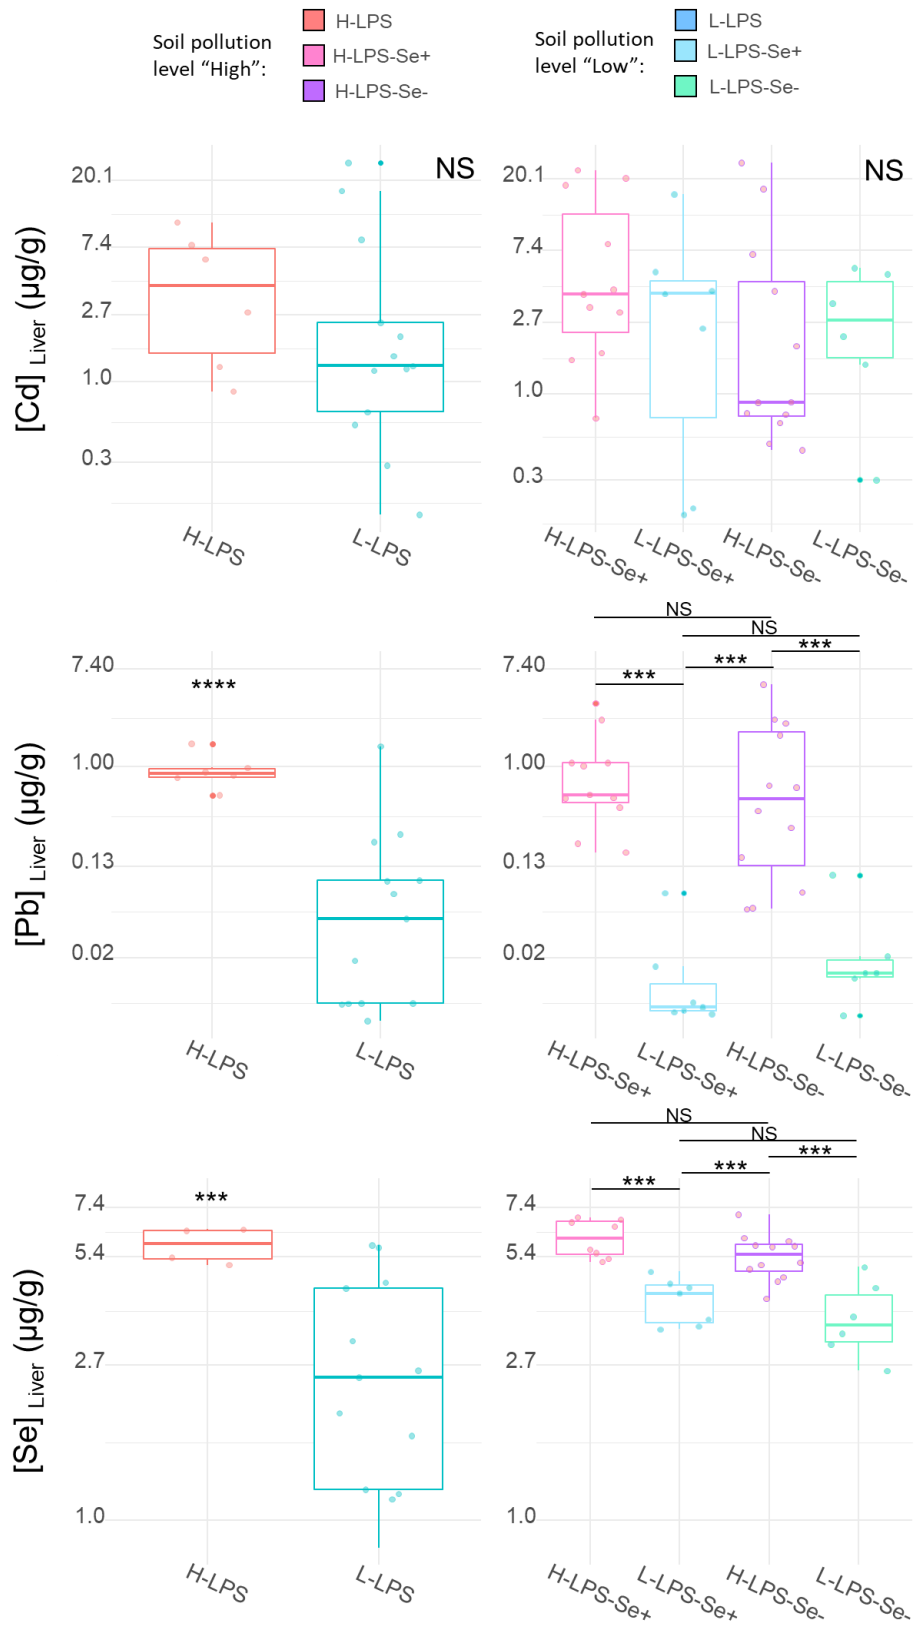 Soil pollution
level “High”:
H-LPS
H-LPS-Se+
H-LPS-Se-
Soil pollution
level “Low”:
L-LPS
L-LPS-Se+
L-LPS-Se-
[Cd] Liver (µg/g)
20.1
7.4
2.7
1.0
0.3
NS
H-LPS
L-LPS
20.1
7.4
2.7
1.0
0.3
NS
H-LPS-Se+
L-LPS-Se+
H-LPS-Se-
L-LPS-Se-
[Pb] Liver (µg/g)
7.40
1.00
0.13
0.02
****
H-LPS
L-LPS
NS
NS
***
***
***
7.40
1.00
0.13
0.02
H-LPS-Se+
L-LPS-Se+
H-LPS-Se-
L-LPS-Se-
[Se] Liver (µg/g)
7.4
5.4
2.7
1.0
***
H-LPS
L-LPS
NS
NS
***
***
***
7.4
5.4
2.7
1.0
H-LPS-Se+
L-LPS-Se+
H-LPS-Se-
L-LPS-Se-